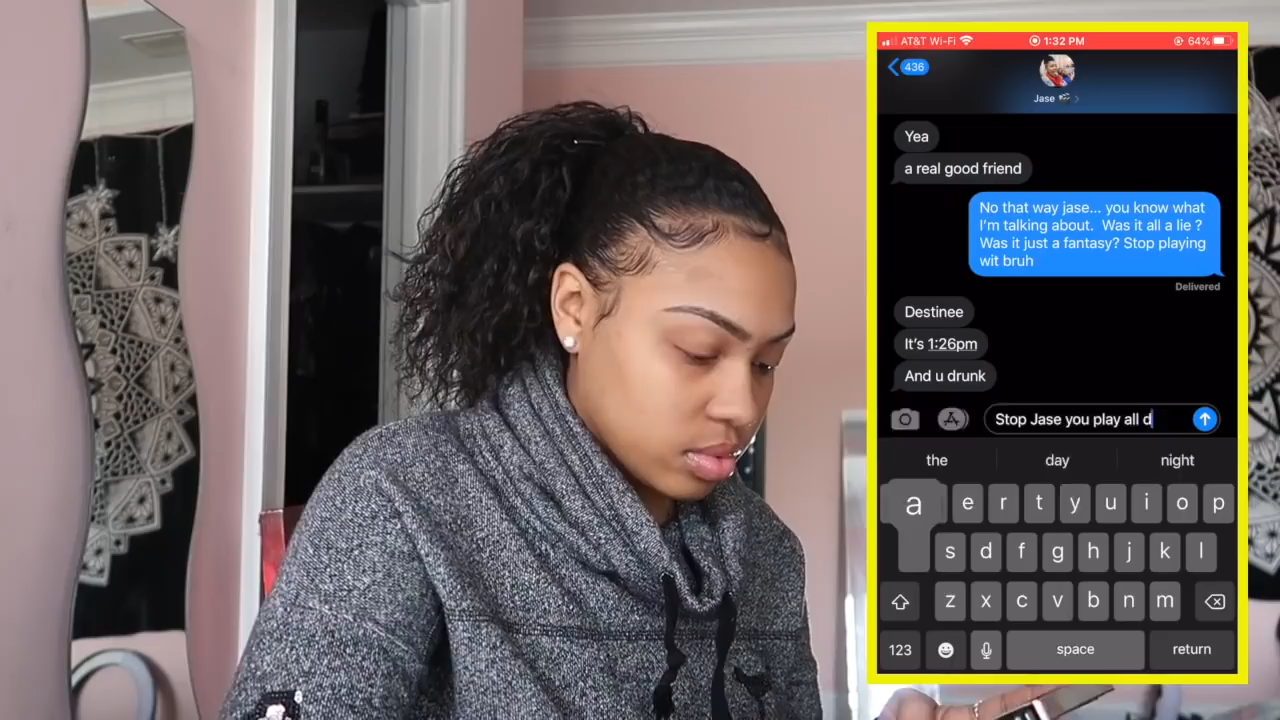 AT&T Wi-Fi 1:32 PM 64%
436
Jase
Yea
a real good friend
No that way jase... you know what
I'm talking about. Was it all a lie ?
Was it just a fantasy? Stop playing
wit bruh
Delivered
Destinee
It's 1:26pm
And u drunk
Stop Jase you play all d
the day night
a e r t y u i o p
s d f g h j k l
z x c v b n m
123 space return